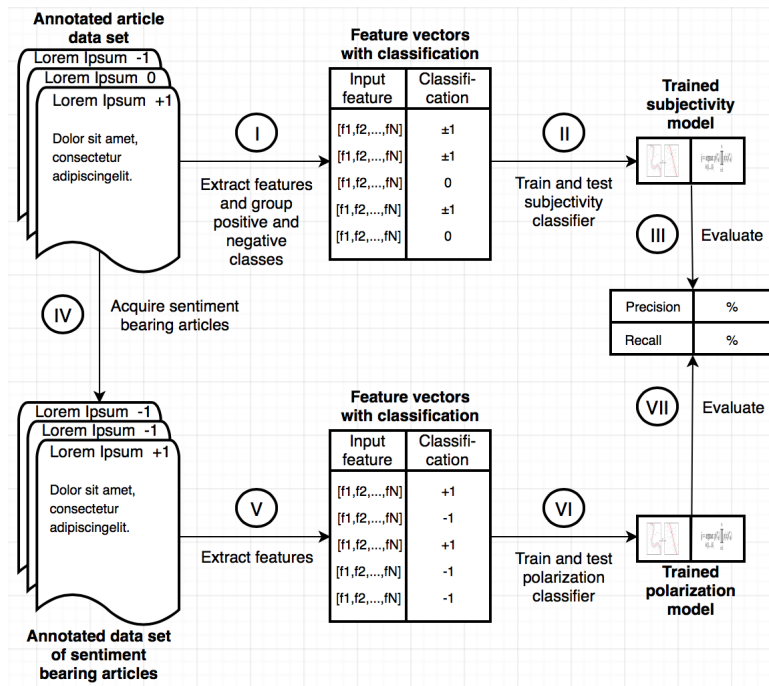 Annotated article
data set
Lorem Ipsum -1
Lorem Ipsum 0
Lorem Ipsum +1
Dolor sit amet,
consectetur
adipiscingelit.
I
Extract features
and group
positive and
negative
classes
Feature vectors
with classification
Input
feature
Classifi-
cation
[f1,f2,...,fN] ±1
[f1,f2,...,fN] ±1
[f1,f2,...,fN] 0
[f1,f2,...,fN] ±1
[f1,f2,...,fN] 0
II
Train and test
subjectivity
classifier
Trained
subjectivity
model
III
Evaluate
Precision %
Recall %
IV
Acquire sentiment
bearing articles
Lorem Ipsum -1
Lorem Ipsum -1
Lorem Ipsum +1
Dolor sit amet,
consectetur
adipiscingelit.
Annotated data set
of sentiment
bearing articles
V
Extract features
Feature vectors
with classification
Input
feature
Classifi-
cation
[f1,f2,...,fN] +1
[f1,f2,...,fN] -1
[f1,f2,...,fN] +1
[f1,f2,...,fN] -1
[f1,f2,...,fN] -1
VI
Train and test
polarization
classifier
VII
Evaluate
Trained
polarization
model